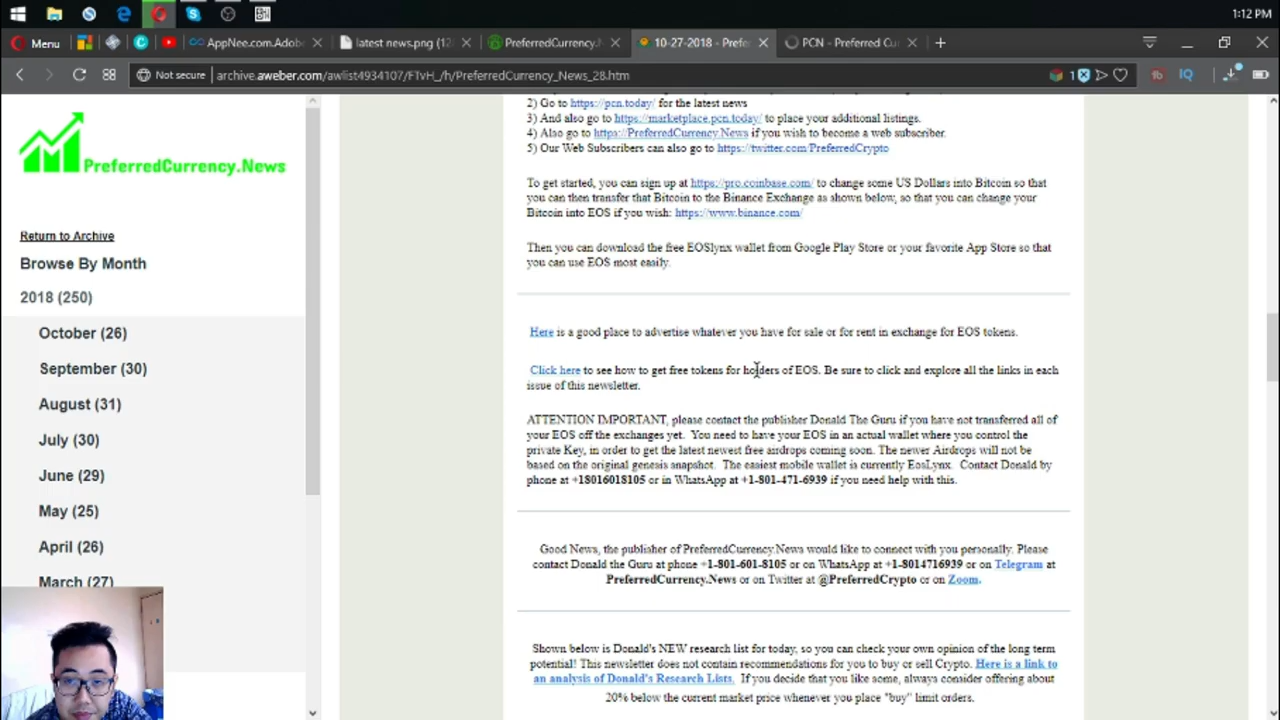 1:12 PM
Menu
AppNee.com.Adob
latest news.png (12
PreferredCurrency.N
10-27-2018 - Prefe
PCN - Preferred Cu
Not secure
archive.aweber.com/awlist4934107/FTvH_/h/PreferredCurrency_News_28.htm
1
IQ
PreferredCurrency.News
Return to Archive
Browse By Month
2018 (250)
October (26)
September (30)
August (31)
July (30)
June (29)
May (25)
April (26)
March (27)
2) Go to https://pcn.today/ for the latest news
3) And also go to https://marketplace.pcn.today/ to place your additional listings.
4) Also go to https://PreferredCurrency.News if you wish to become a web subscriber.
5) Our Web Subscribers can also go to https://twitter.com/PreferredCrypto
To get started, you can sign up at https://pro.coinbase.com/ to change some US Dollars into Bitcoin so that
you can then transfer that Bitcoin to the Binance Exchange as shown below, so that you can change your
Bitcoin into EOS if you wish: https://www.binance.com/
Then you can download the free EOSlynx wallet from Google Play Store or your favorite App Store so that
you can use EOS most easily.
Here is a good place to advertise whatever you have for sale or for rent in exchange for EOS tokens.
Click here to see how to get free tokens for holders of EOS. Be sure to click and explore all the links in each
issue of this newsletter.
ATTENTION IMPORTANT, please contact the publisher Donald The Guru if you have not transferred all of
your EOS off the exchanges yet. You need to have your EOS in an actual wallet where you control the
private Key, in order to get the latest newest free airdrops coming soon. The newer Airdrops will not be
based on the original genesis snapshot. The easiest mobile wallet is currently EosLynx. Contact Donald by
phone at +18016018105 or in WhatsApp at +1-801-471-6939 if you need help with this.
Good News, the publisher of PreferredCurrency.News would like to connect with you personally. Please
contact Donald the Guru at phone +1-801-601-8105 or on WhatsApp at +1-8014716939 or on Telegram at
PreferredCurrency.News or on Twitter at @PreferredCrypto or on Zoom.
Shown below is Donald's NEW research list for today, so you can check your own opinion of the long term
potential! This newsletter does not contain recommendations for you to buy or sell Crypto. Here is a link to
an analysis of Donald's Research Lists. If you decide that you like some, always consider offering about
20% below the current market price whenever you place "buy" limit orders.